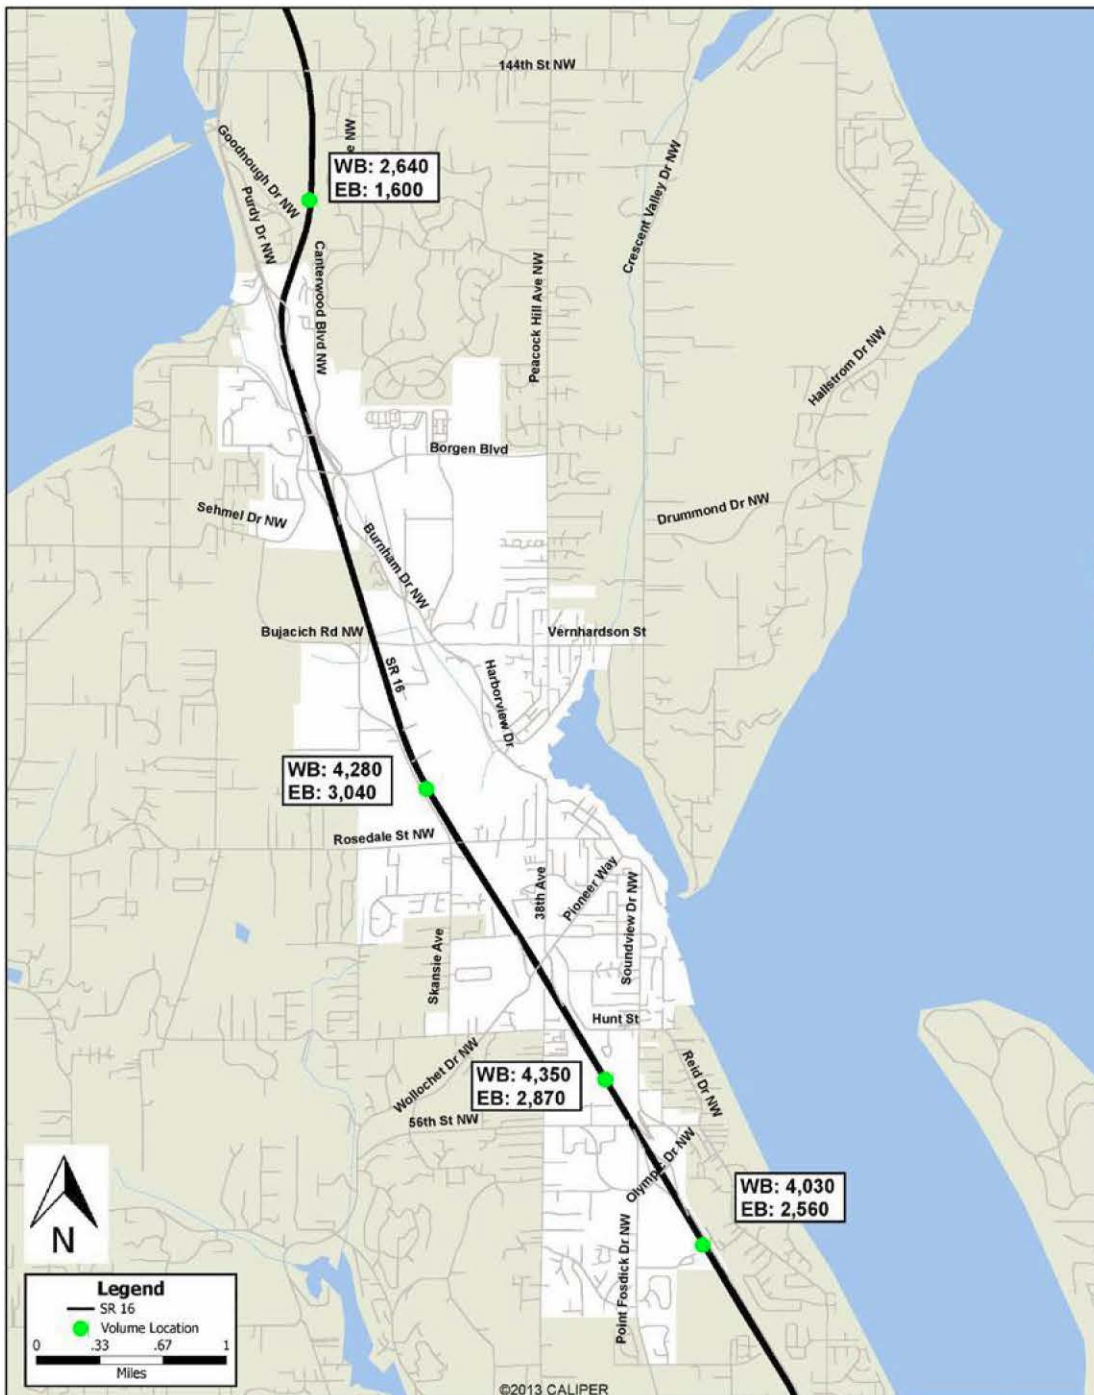 144th St NW
Goodnough Dr NW
e NW
WB: 2,640
EB: 1,600
Purdy Dr NW
Crescent Valley Dr NW
Canterwood Blvd NW
Peacock Hill Ave NW
Hallstrom Dr NW
Borgen Blvd
Sehmel Dr NW
Drummond Dr NW
Burnham Dr NW
Bujacich Rd NW
Vernhardson St
SR 16
Harborview Dr
WB: 4,280
EB: 3,040
Rosedale St NW
38th Ave
Pioneer Way
Soundview Dr NW
Skansie Ave
Hunt St
WB: 4,350
EB: 2,870
Wollochet Dr NW
Reid Dr NW
56th St NW
Olympic Dr NW
WB: 4,030
EB: 2,560
Point Fosdick Dr NW
N
Legend
SR 16
Volume Location
0 .33 .67 1
Miles
©2013 CALIPER